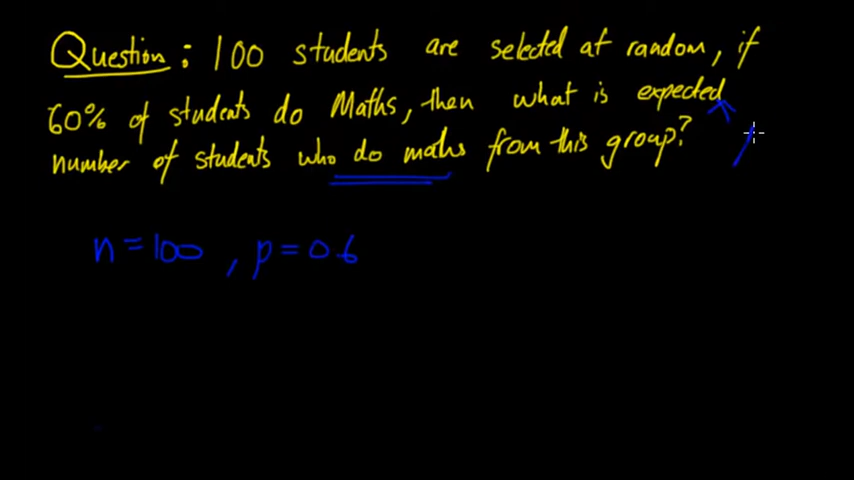 Question: 100 students are selected at random, if
60% of students do Maths, then what is expected
number of students who do maths from this group?
n = 100, p = 0.6